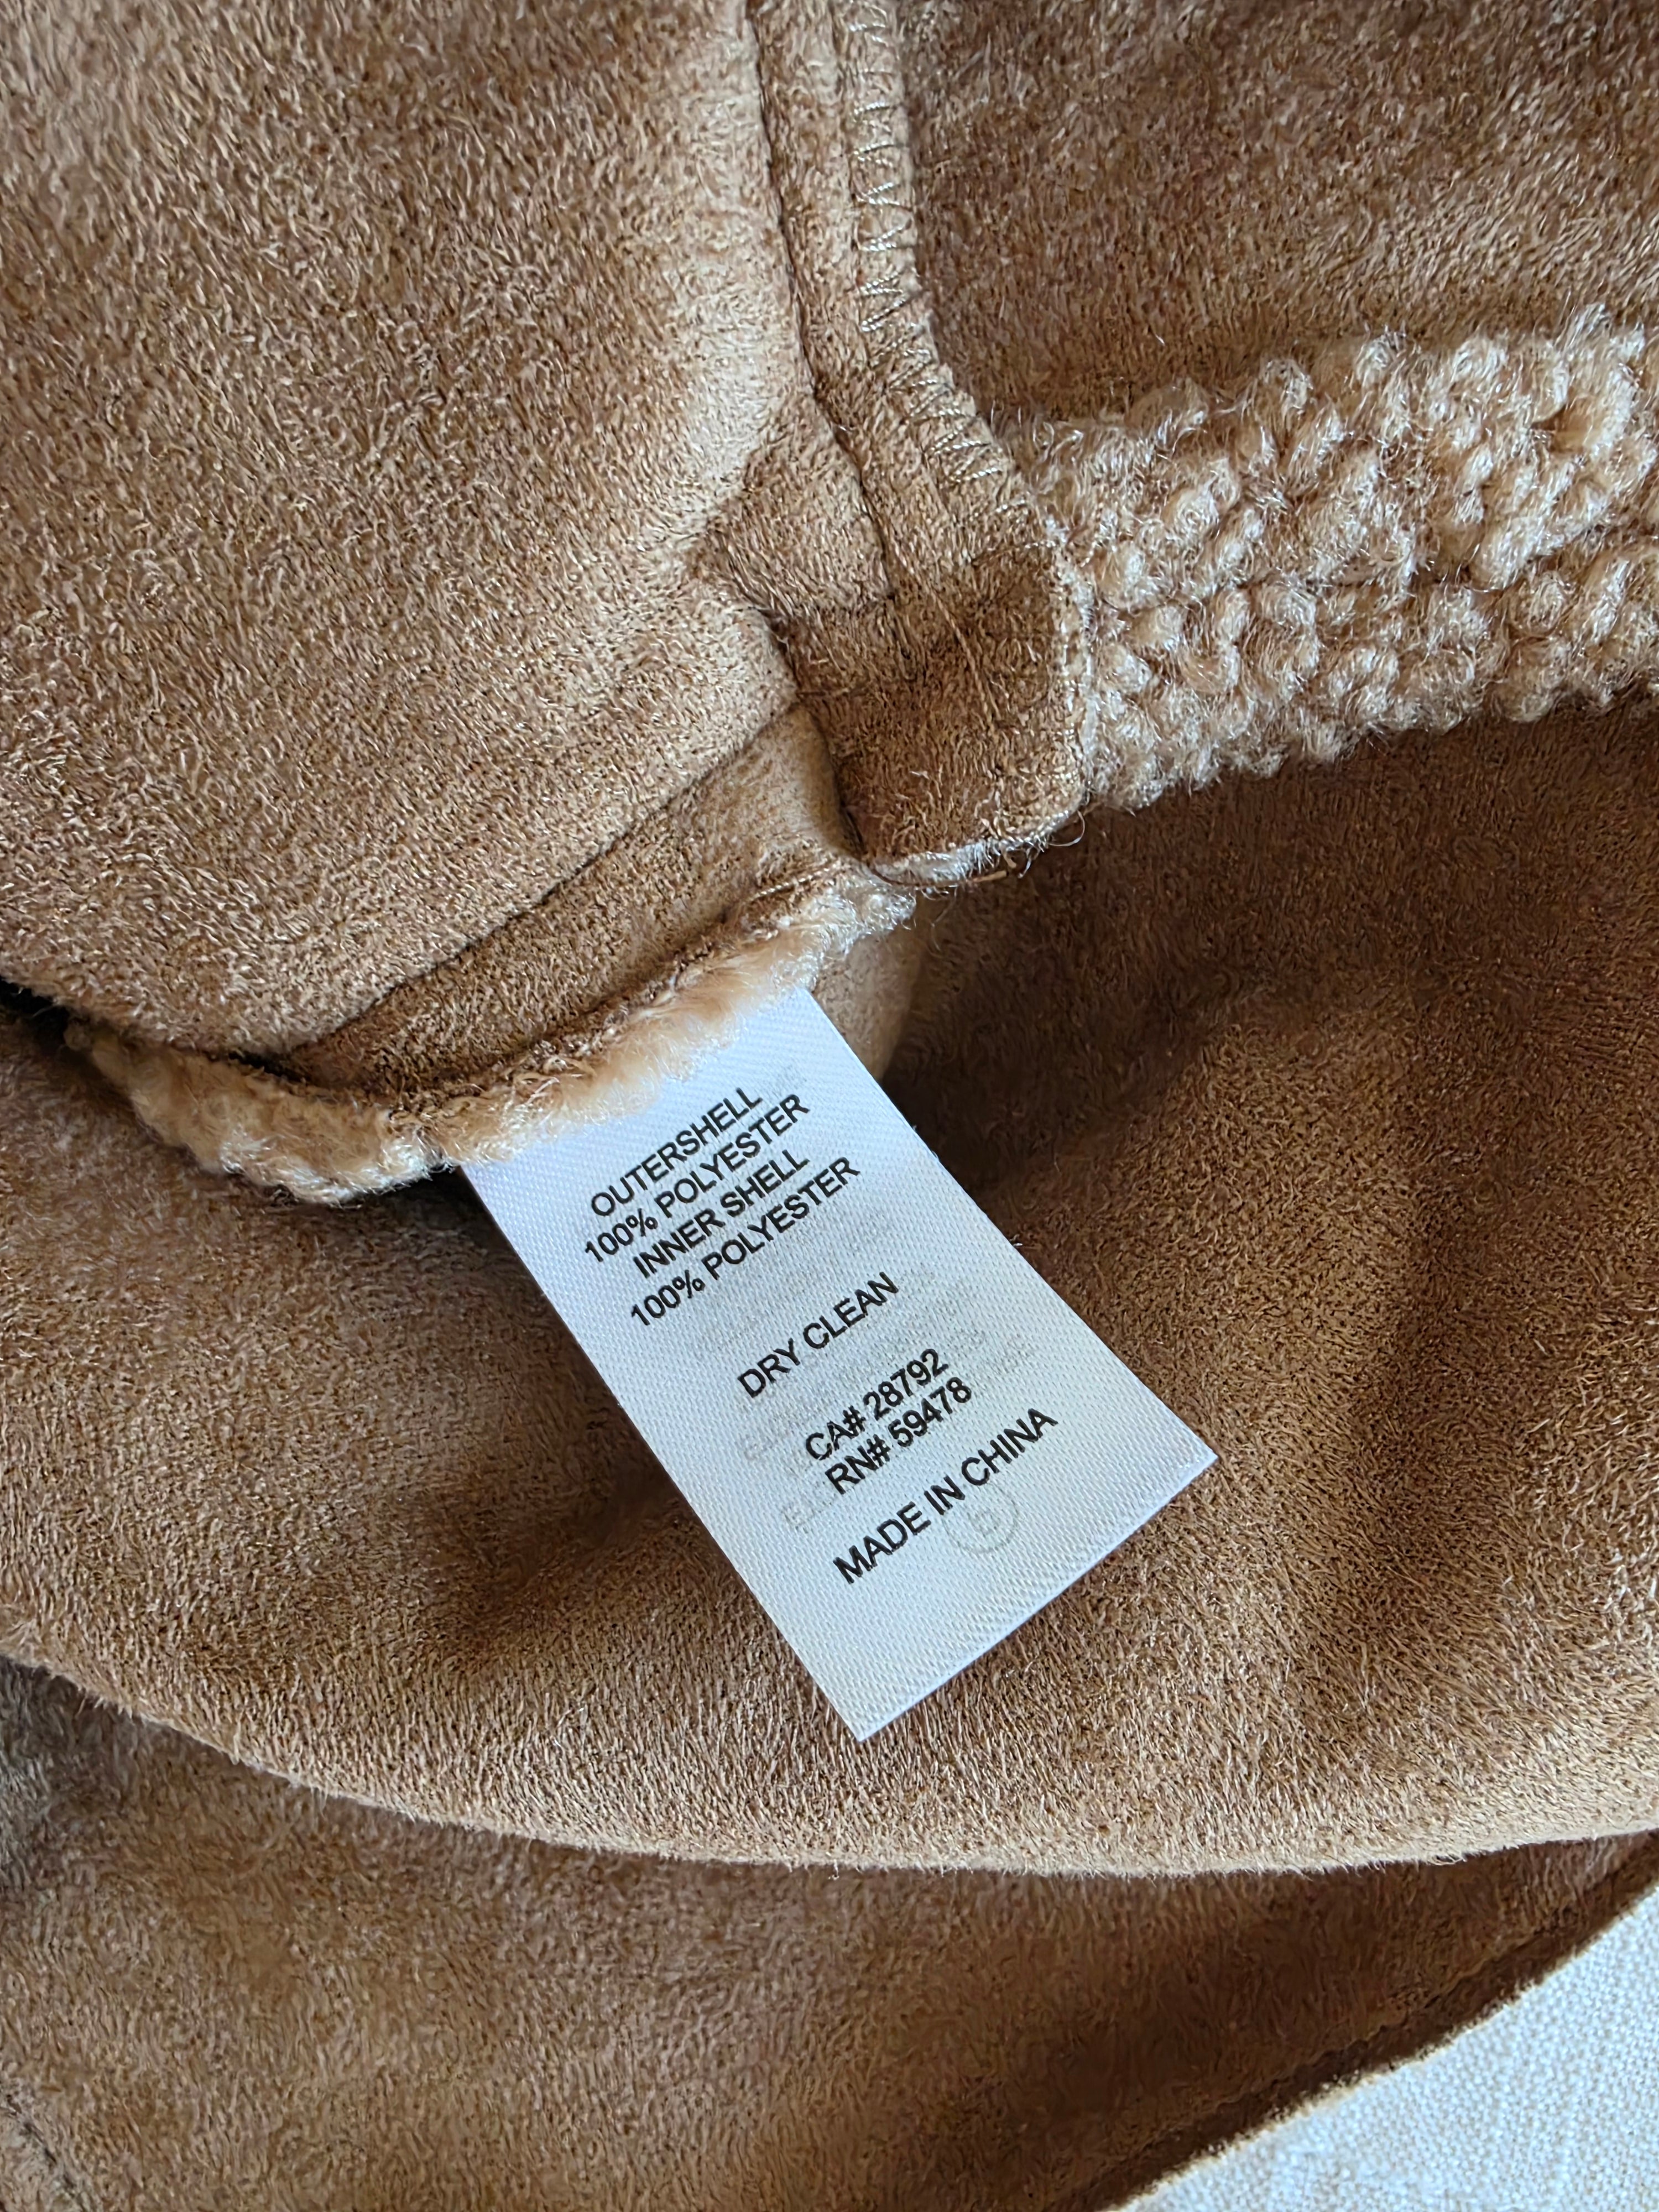 OUTERSHELL
100% POLYESTER
INNER SHELL
100% POLYESTER
DRY CLEAN
CA# 28792
RN# 59478
MADE IN CHINA